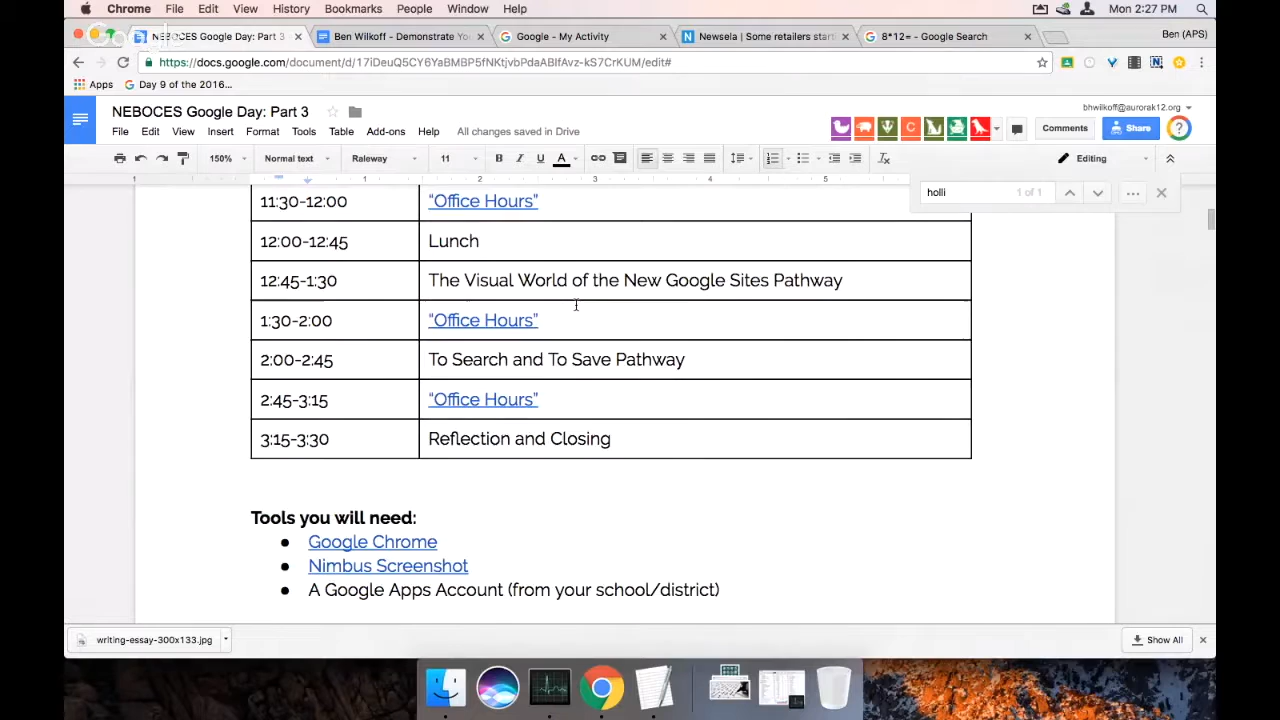 Chrome File Edit View History Bookmarks People Window Help Mon 2:27 PM
Google
NEBOCES Google Day: Part 3 Ben Wilkoff - Demonstrate You Google - My Activity Newsela | Some retailers start 8*12= - Google Search Ben (APS)
https://docs.google.com/document/d/17iDeuQ5CY6YaBMBP5fNKtjvbPdaABIfAvz-kS7CrKUM/edit#
Apps Day 9 of the 2016...
NEBOCES Google Day: Part 3 bhwilkoff@aurorak12.org
File Edit View Insert Format Tools Table Add-ons Help All changes saved in Drive Comments Share
150% Normal text Raleway 11 B I U A Editing
1 1 2 3 4 5
holli 1 of 1
11:30-12:00 “Office Hours”
12:00-12:45 Lunch
12:45-1:30 The Visual World of the New Google Sites Pathway
1:30-2:00 “Office Hours”
2:00-2:45 To Search and To Save Pathway
2:45-3:15 “Office Hours”
3:15-3:30 Reflection and Closing
Tools you will need:
● Google Chrome
● Nimbus Screenshot
● A Google Apps Account (from your school/district)
writing-essay-300x133.jpg Show All